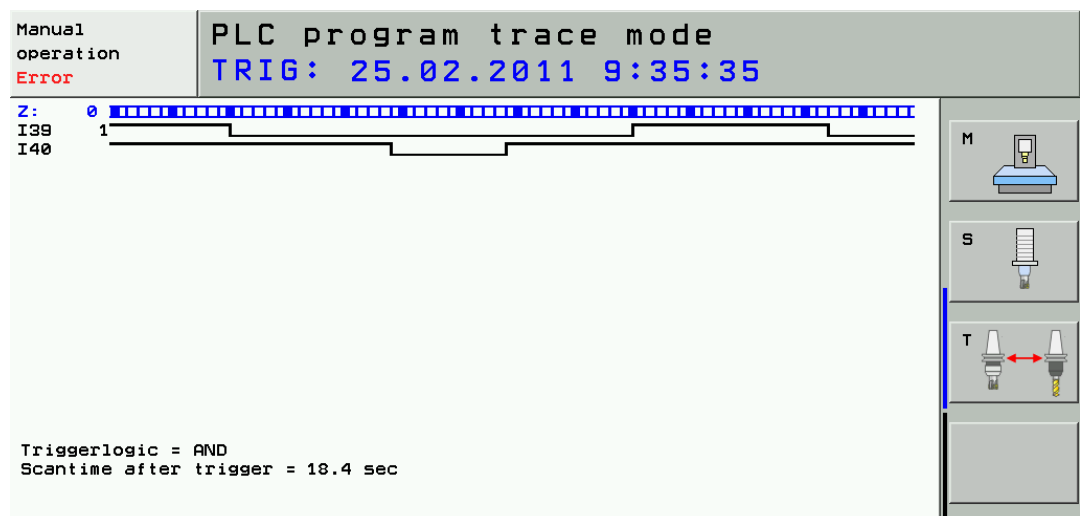 Manual
operation
Error
PLC program trace mode
TRIG: 25.02.2011 9:35:35
Z: 0
I39 1
I40
M
S
T
Triggerlogic = AND
Scantime after trigger = 18.4 sec